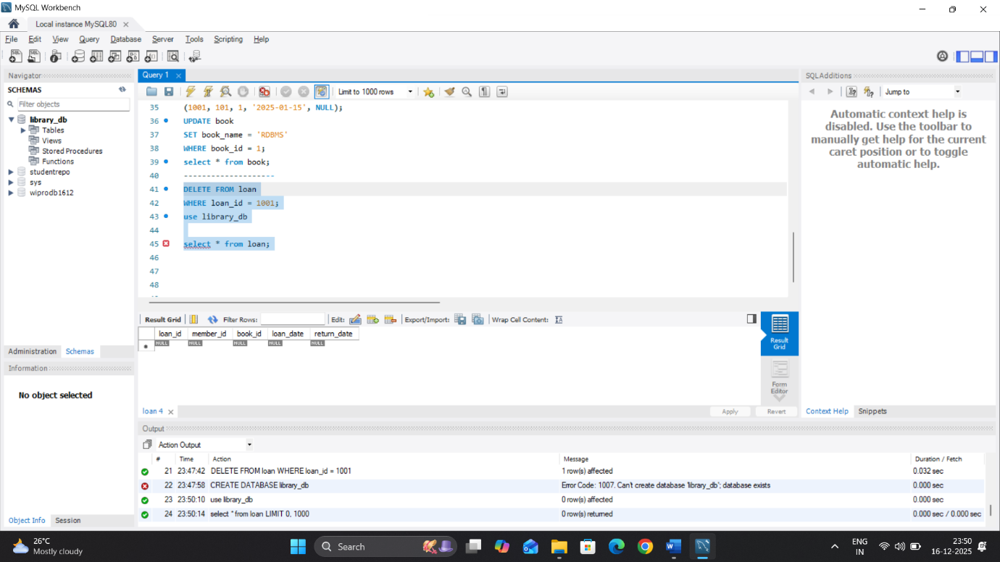 MySQL Workbench
Local instance MySQL80
File Edit View Query Database Server Tools Scripting Help
Navigator
SCHEMAS
Filter objects
library_db
Tables
Views
Stored Procedures
Functions
studentrepo
sys
wiprodb1612
Administration Schemas
Information
No object selected
Object Info Session
Query 1
Limit to 1000 rows
35 (1001, 101, 1, '2025-01-15', NULL);
36 UPDATE book
37 SET book_name = 'RDBMS'
38 WHERE book_id = 1;
39 select * from book;
40 --------------------
41 DELETE FROM loan
42 WHERE loan_id = 1001;
43 use library_db
44
45 select * from loan;
46
47
48
Result Grid Filter Rows: Edit: Export/Import: Wrap Cell Content:
loan_id member_id book_id loan_date return_date
NULL NULL NULL NULL NULL
Result Grid
Form Editor
loan 4 Apply Revert
Output
Action Output
# Time Action Message Duration / Fetch
21 23:47:42 DELETE FROM loan WHERE loan_id = 1001 1 row(s) affected 0.032 sec
22 23:47:58 CREATE DATABASE library_db Error Code: 1007. Can't create database 'library_db'; database exists 0.000 sec
23 23:50:10 use library_db 0 row(s) affected 0.000 sec
24 23:50:14 select * from loan LIMIT 0, 1000 0 row(s) returned 0.000 sec / 0.000 sec
SQLAdditions
Jump to
Automatic context help is
disabled. Use the toolbar to
manually get help for the current
caret position or to toggle
automatic help.
Context Help Snippets
26°C
Mostly cloudy
Search
ENG
IN
23:50
16-12-2025